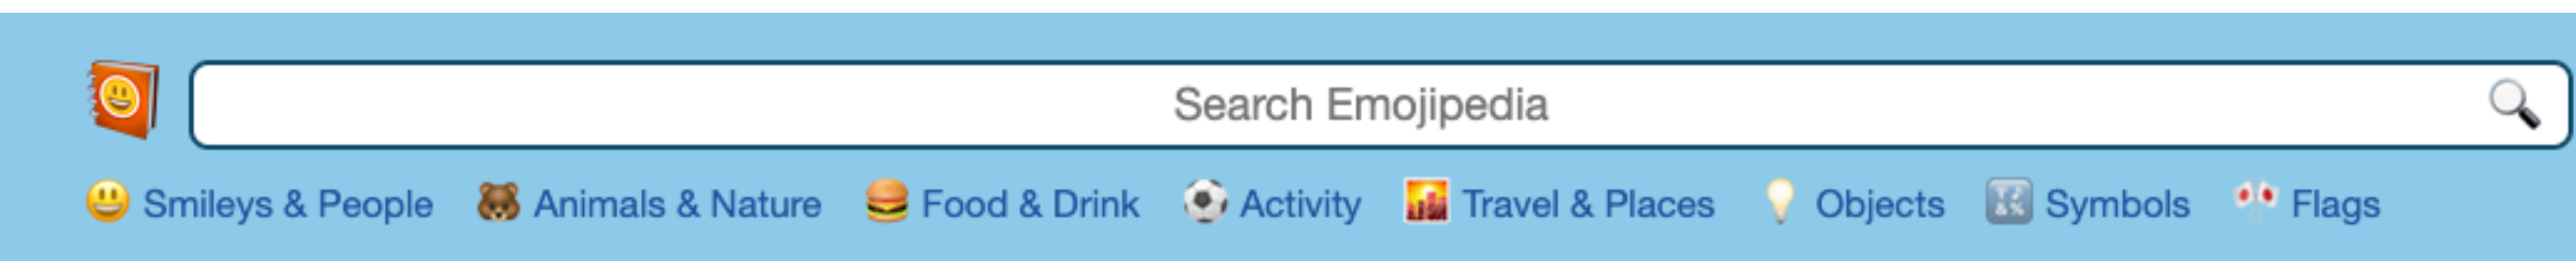 Search Emojipedia
Smileys & People Animals & Nature Food & Drink Activity Travel & Places Objects Symbols Flags